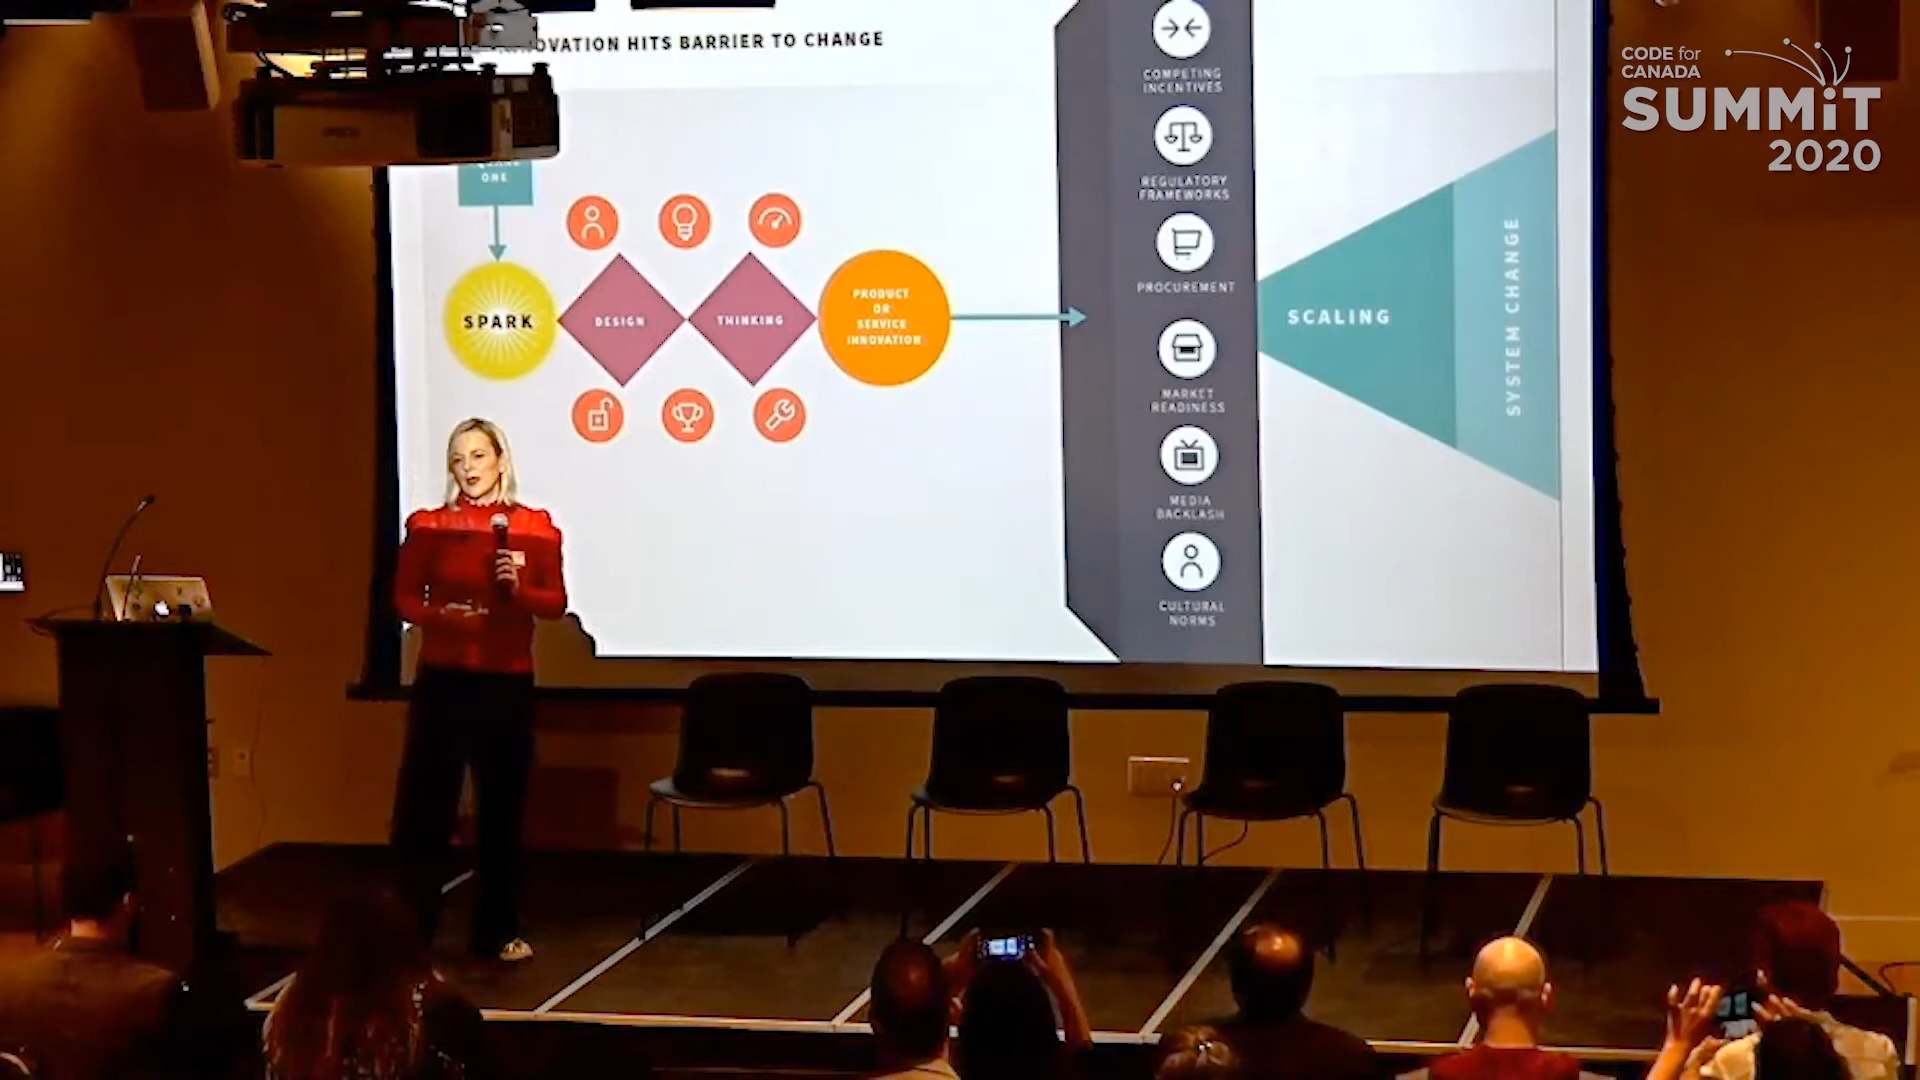 INNOVATION HITS BARRIER TO CHANGE
ONE
SPARK
DESIGN
THINKING
PRODUCT
OR
SERVICE
INNOVATION
COMPETING
INCENTIVES
REGULATORY
FRAMEWORKS
PROCUREMENT
MARKET
READINESS
MEDIA
BACKLASH
CULTURAL
NORMS
SCALING
SYSTEM CHANGE
CODE for
CANADA
SUMMiT
2020